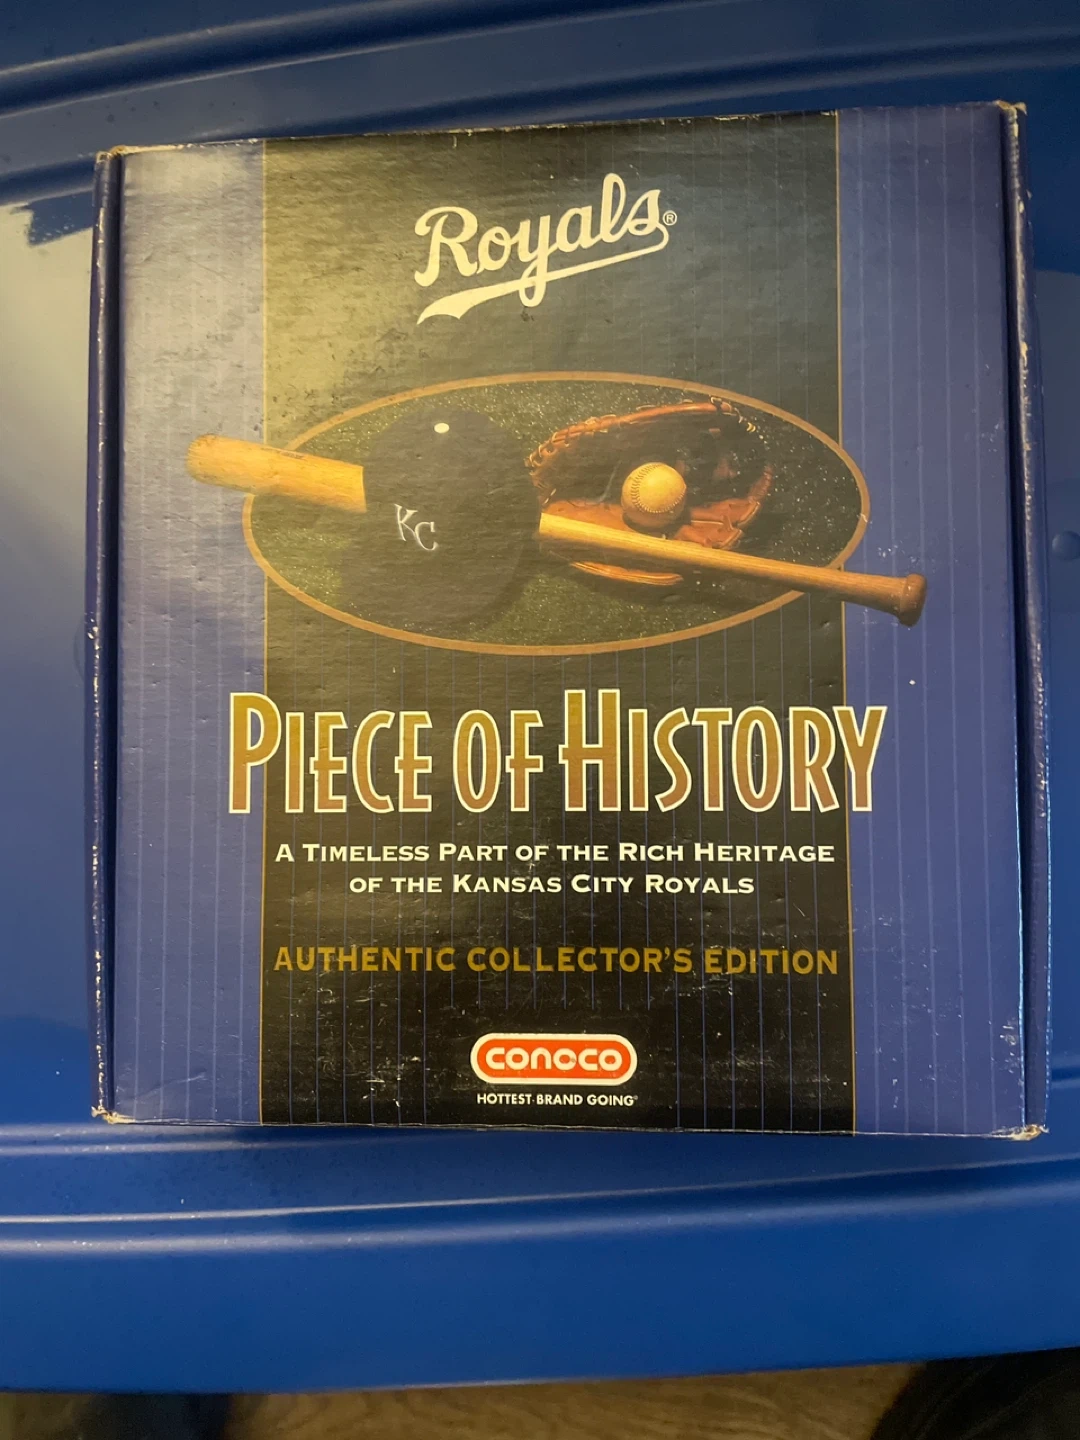 Royals®
KC
PIECE OF HISTORY
A TIMELESS PART OF THE RICH HERITAGE
OF THE KANSAS CITY ROYALS
AUTHENTIC COLLECTOR'S EDITION
conoco
HOTTEST BRAND GOING®